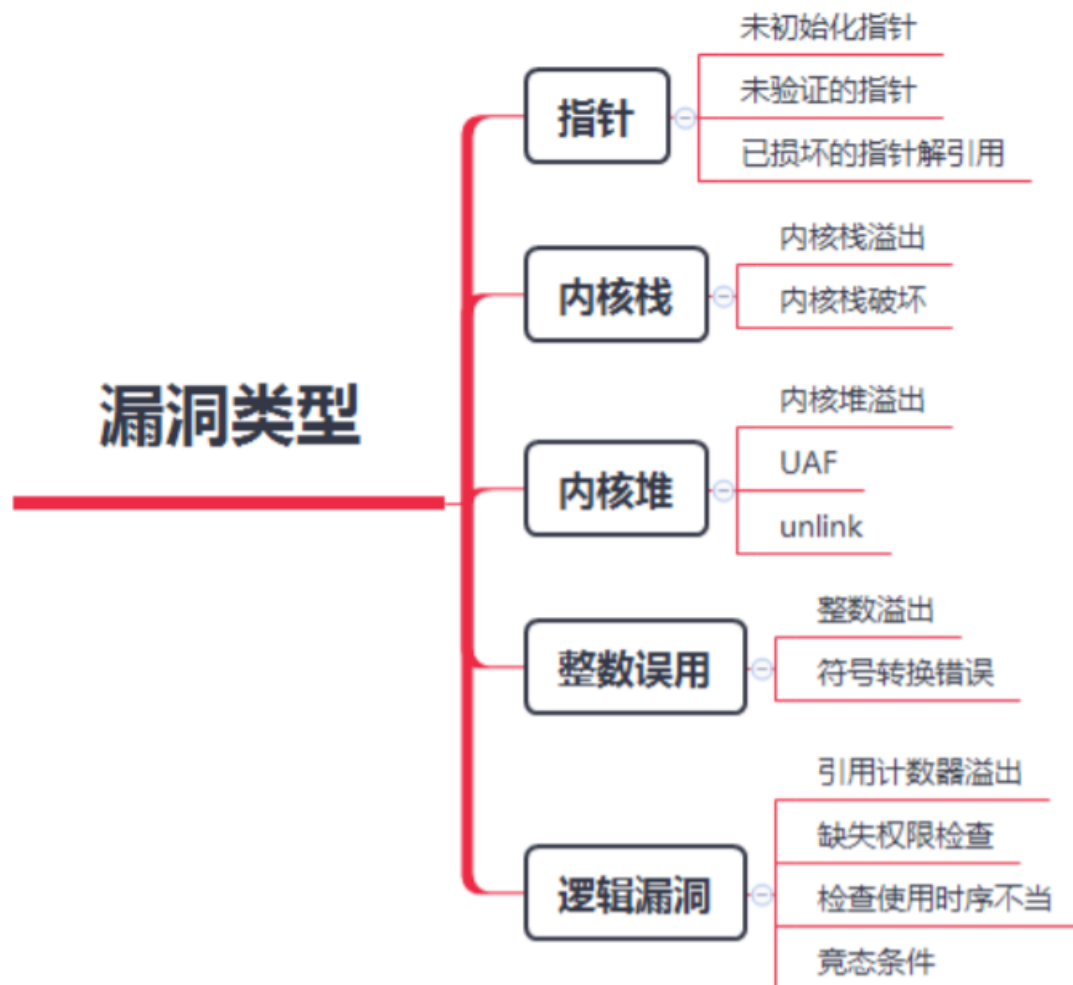 漏洞类型
指针
未初始化指针
未验证的指针
已损坏的指针解引用
内核栈
内核栈溢出
内核栈破坏
内核堆
内核堆溢出
UAF
unlink
整数误用
整数溢出
符号转换错误
逻辑漏洞
引用计数器溢出
缺失权限检查
检查使用时序不当
竟态条件